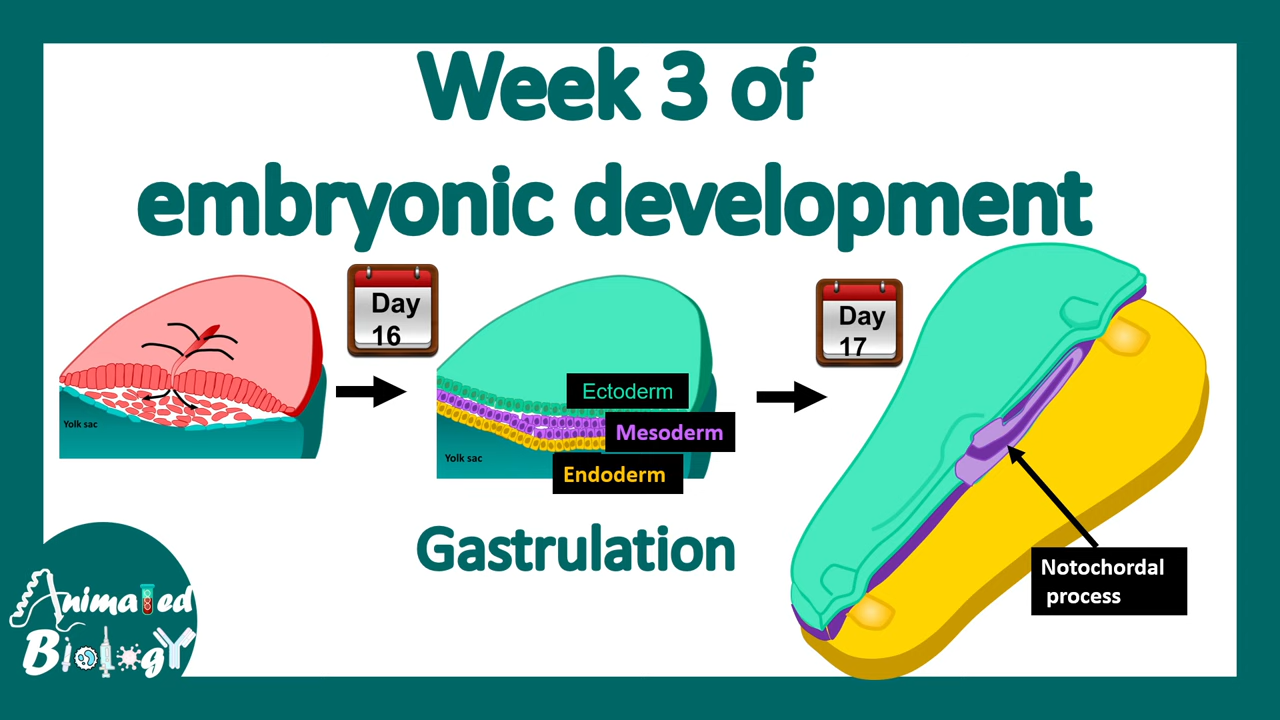 Week 3 of
embryonic development
Day
16
Day
17
Yolk sac
Ectoderm
Mesoderm
Yolk sac
Endoderm
Gastrulation
Notochordal
process
Animated
Biology